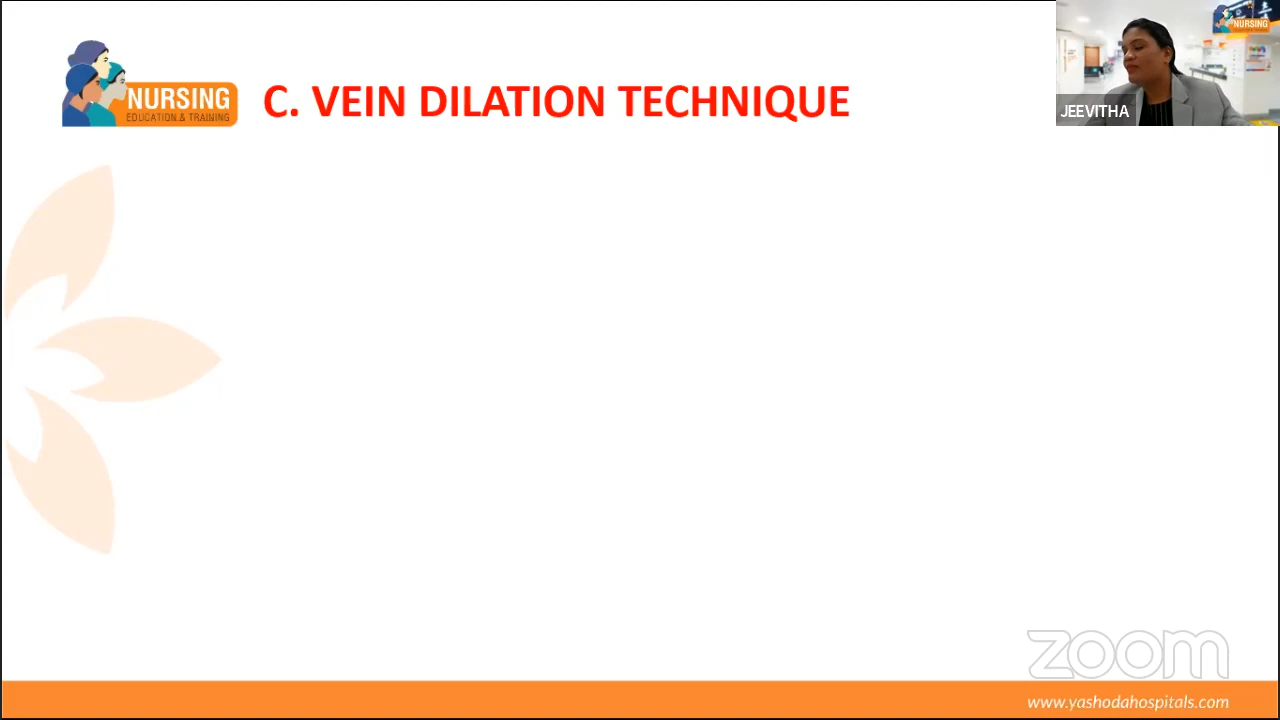 NURSING
EDUCATION & TRAINING
C. VEIN DILATION TECHNIQUE
NURSING
JEEVITHA
zoom
www.yashodahospitals.com